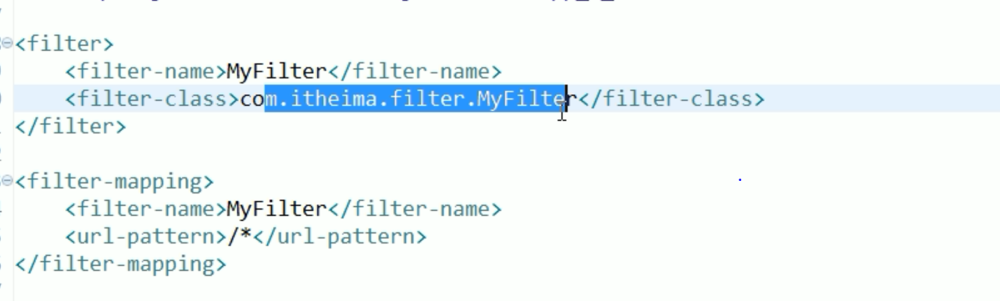 <filter>
    <filter-name>MyFilter</filter-name>
    <filter-class>com.itheima.filter.MyFilter</filter-class>
</filter>
<filter-mapping>
    <filter-name>MyFilter</filter-name>
    <url-pattern>/*</url-pattern>
</filter-mapping>